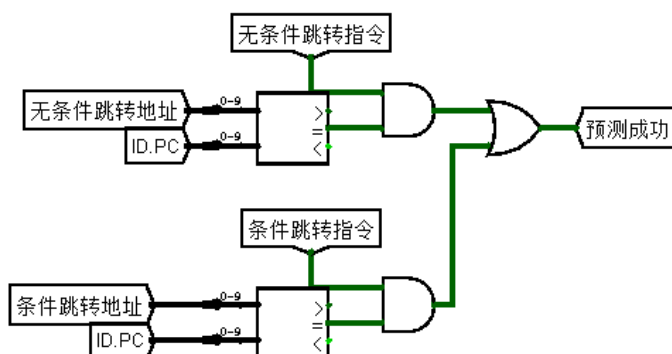 无条件跳转指令
无条件跳转地址
0-9
>
=
<
ID.PC
0-9
预测成功
条件跳转指令
条件跳转地址
0-9
>
=
<
ID.PC
0-9